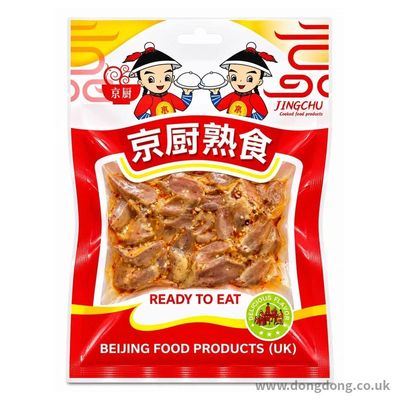 京厨
JINGCHU
Cooked food products
京厨熟食
READY TO EAT
DELICIOUS FLAVOR
BEIJING FOOD PRODUCTS (UK)
www.dongdong.co.uk